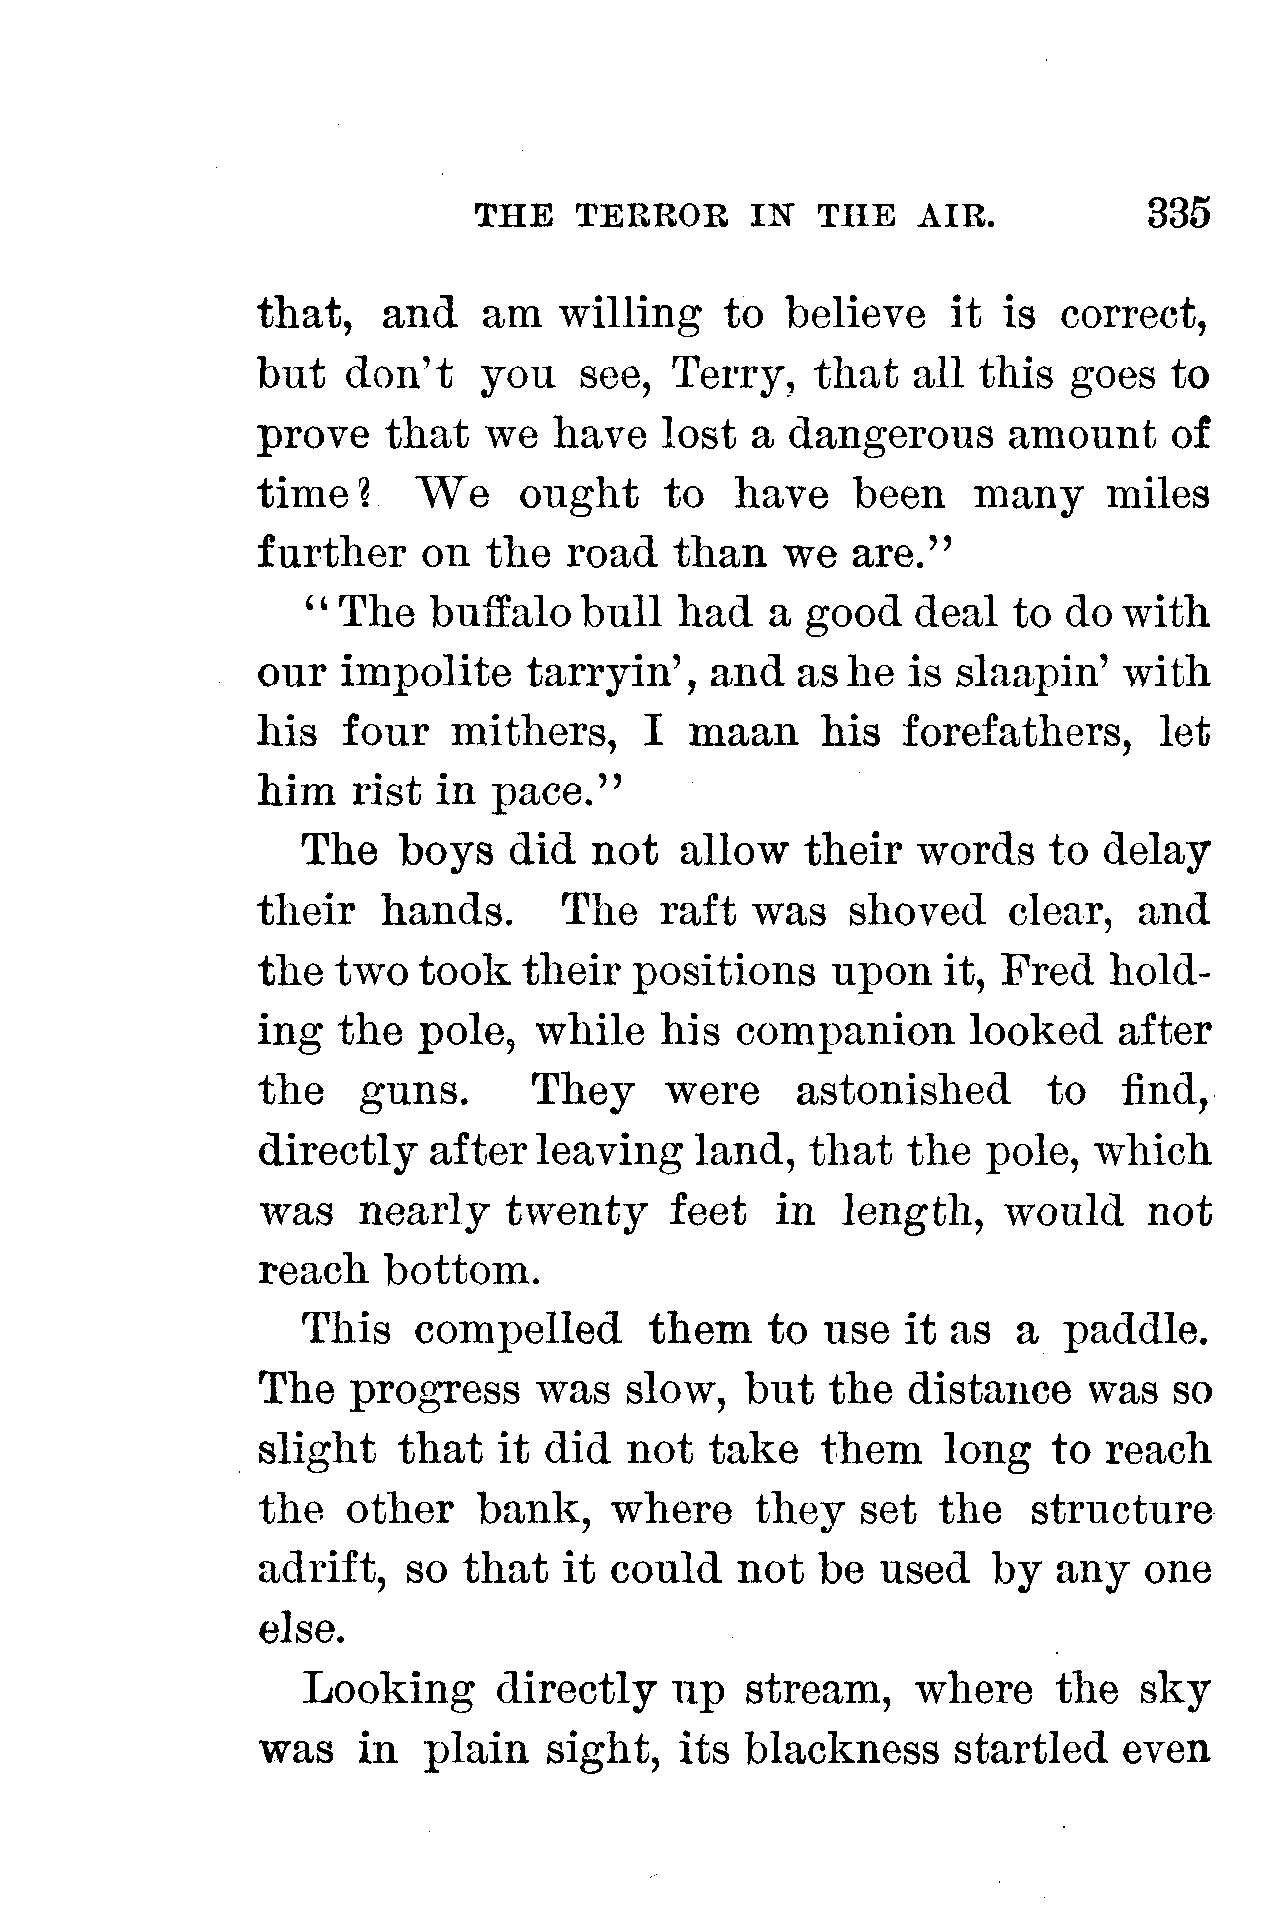 THE TERROR IN THE AIR. 335
that, and am willing to believe it is correct,
but don't you see, Terry, that all this goes to
prove that we have lost a dangerous amount of
time? We ought to have been many miles
further on the road than we are."
"The buffalo bull had a good deal to do with
our impolite tarryin', and as he is slaapin' with
his four mithers, I maan his forefathers, let
him rist in pace."
The boys did not allow their words to delay
their hands. The raft was shoved clear, and
the two took their positions upon it, Fred hold-
ing the pole, while his companion looked after
the guns. They were astonished to find,
directly after leaving land, that the pole, which
was nearly twenty feet in length, would not
reach bottom.
This compelled them to use it as a paddle.
The progress was slow, but the distance was so
slight that it did not take them long to reach
the other bank, where they set the structure
adrift, so that it could not be used by any one
else.
Looking directly up stream, where the sky
was in plain sight, its blackness startled even